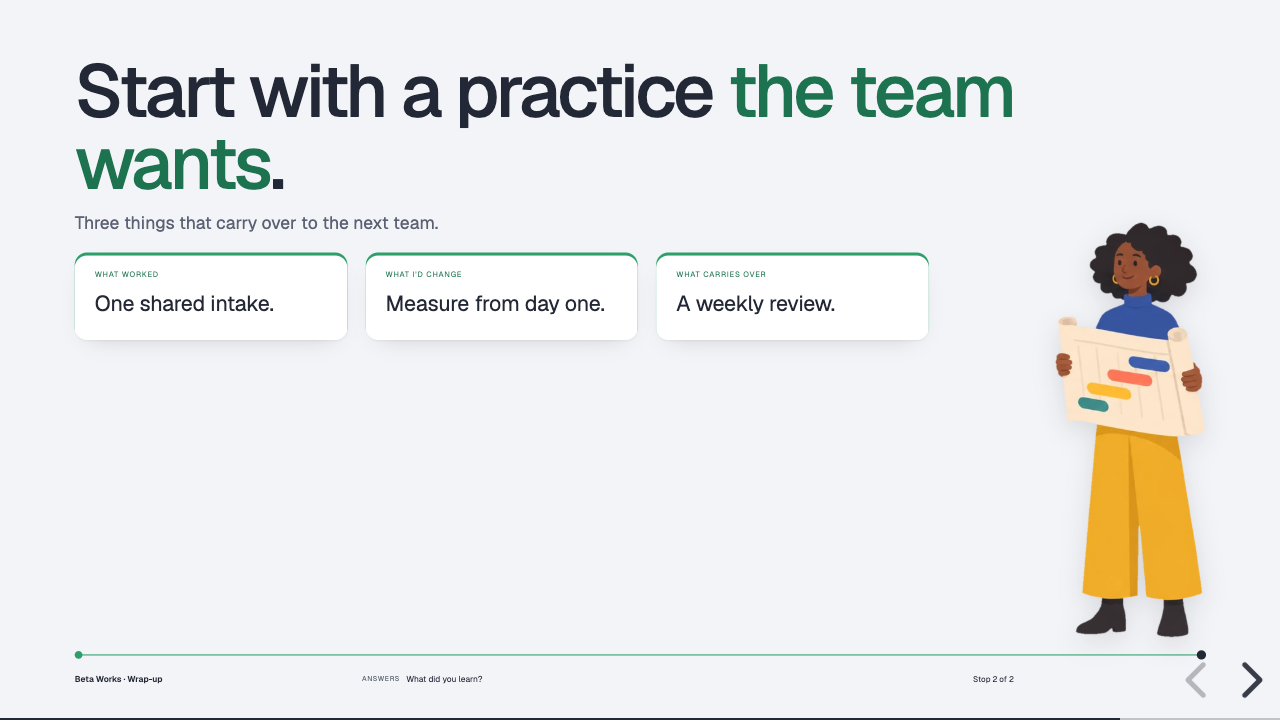 Start with a practice the team
wants.
Three things that carry over to the next team.
WHAT WORKED
One shared intake.
WHAT I'D CHANGE
Measure from day one.
WHAT CARRIES OVER
A weekly review.
Beta Works · Wrap-up
ANSWERS What did you learn?
Stop 2 of 2